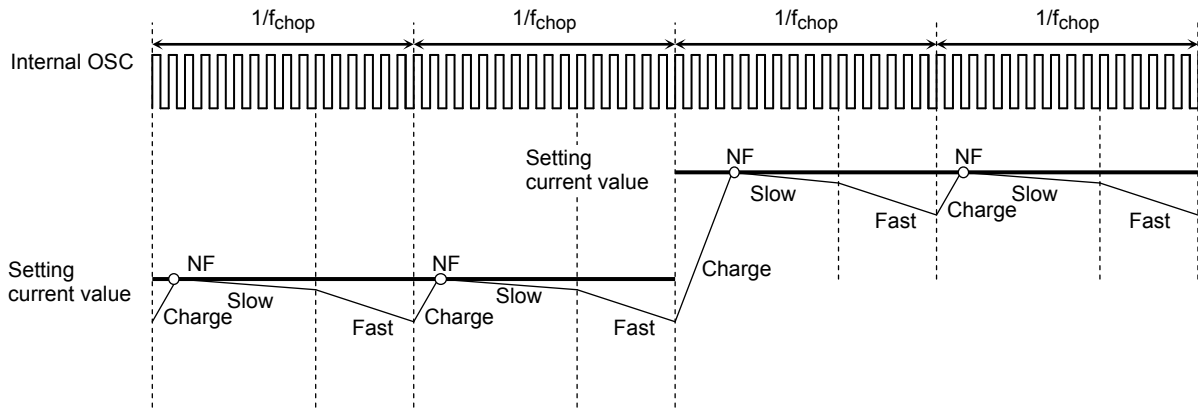 1/fchop 1/fchop 1/fchop 1/fchop
Internal OSC
Setting
current value
NF
Slow
Fast
Charge
NF
Slow
Fast
Charge
Setting
current value
NF
Slow
Fast
Charge
NF
Slow
Fast
Charge